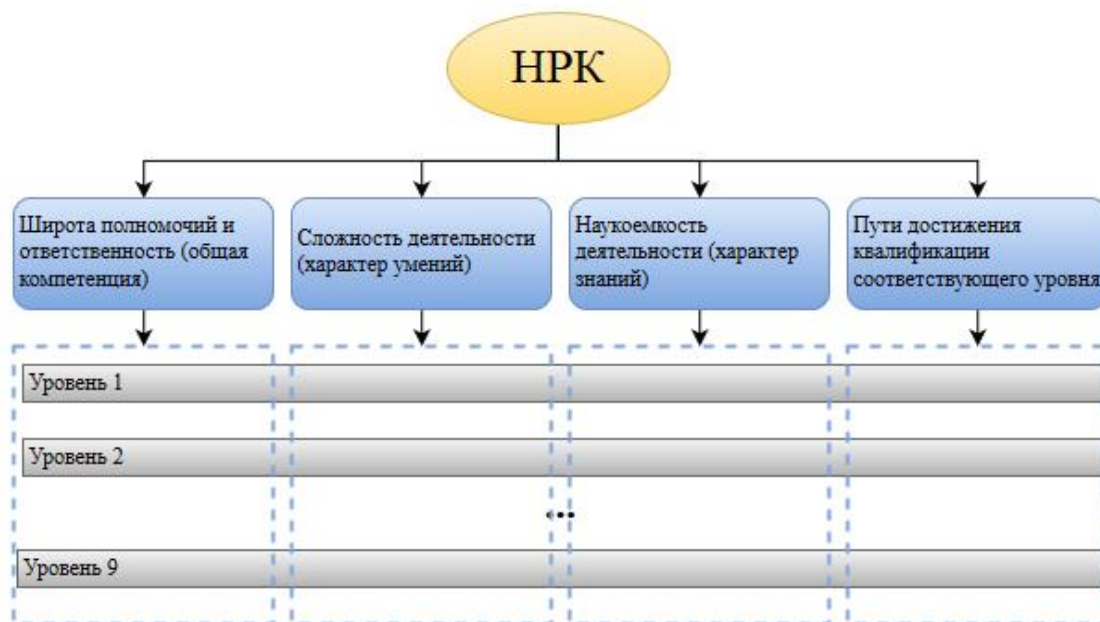 НРК
Широта полномочий и
ответственность (общая
компетенция)
Сложность деятельности
(характер умений)
Наукоемкость
деятельности (характер
знаний)
Пути достижения
квалификации
соответствующего уровня
Уровень 1
Уровень 2
...
Уровень 9